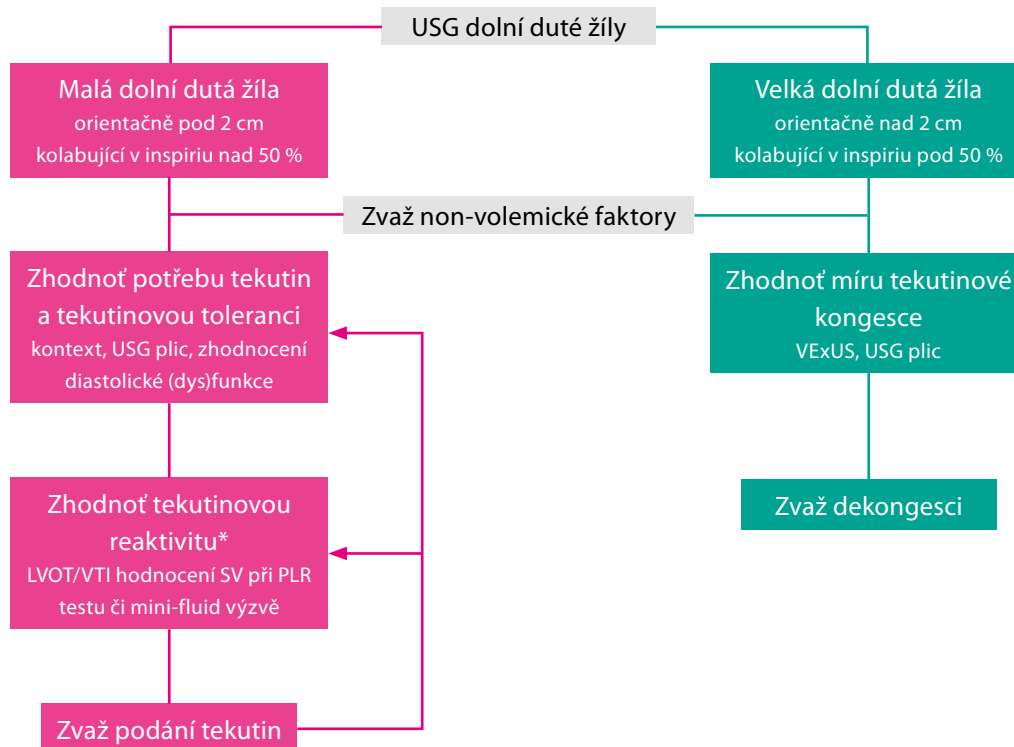 USG dolní duté žíly
Malá dolní dutá žíla
orientačně pod 2 cm
kolabující v inspiriu nad 50 %
Velká dolní dutá žíla
orientačně nad 2 cm
kolabující v inspiriu pod 50 %
Zvaž non-volemické faktory
Zhodnoť potřebu tekutin
a tekutinovou toleranci
kontext, USG plic, zhodnocení
diastolické (dys)funkce
Zhodnoť míru tekutinové
kongesce
VExUS, USG plic
Zhodnoť tekutinovou
reaktivitu*
LVOT/VTI hodnocení SV při PLR
testu či mini-fluid výzvě
Zvaž dekongesci
Zvaž podání tekutin